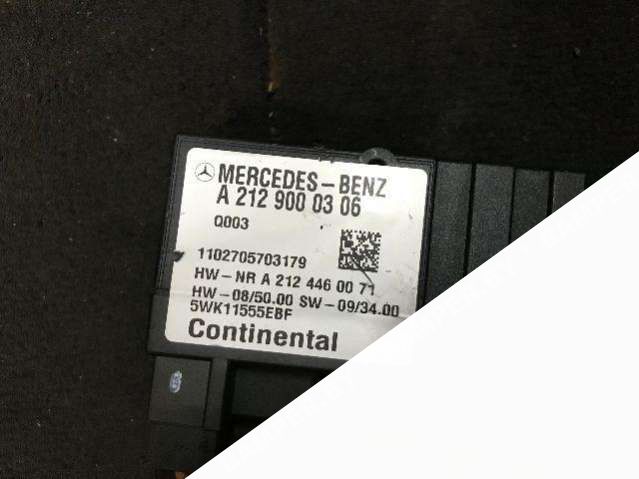 MERCEDES-BENZ
A 212 900 03 06
Q003
1102705703179
HW-NR A 212 446 00 71
HW-08/50.00 SW-09/34.00
5WK11555EBF
Continental